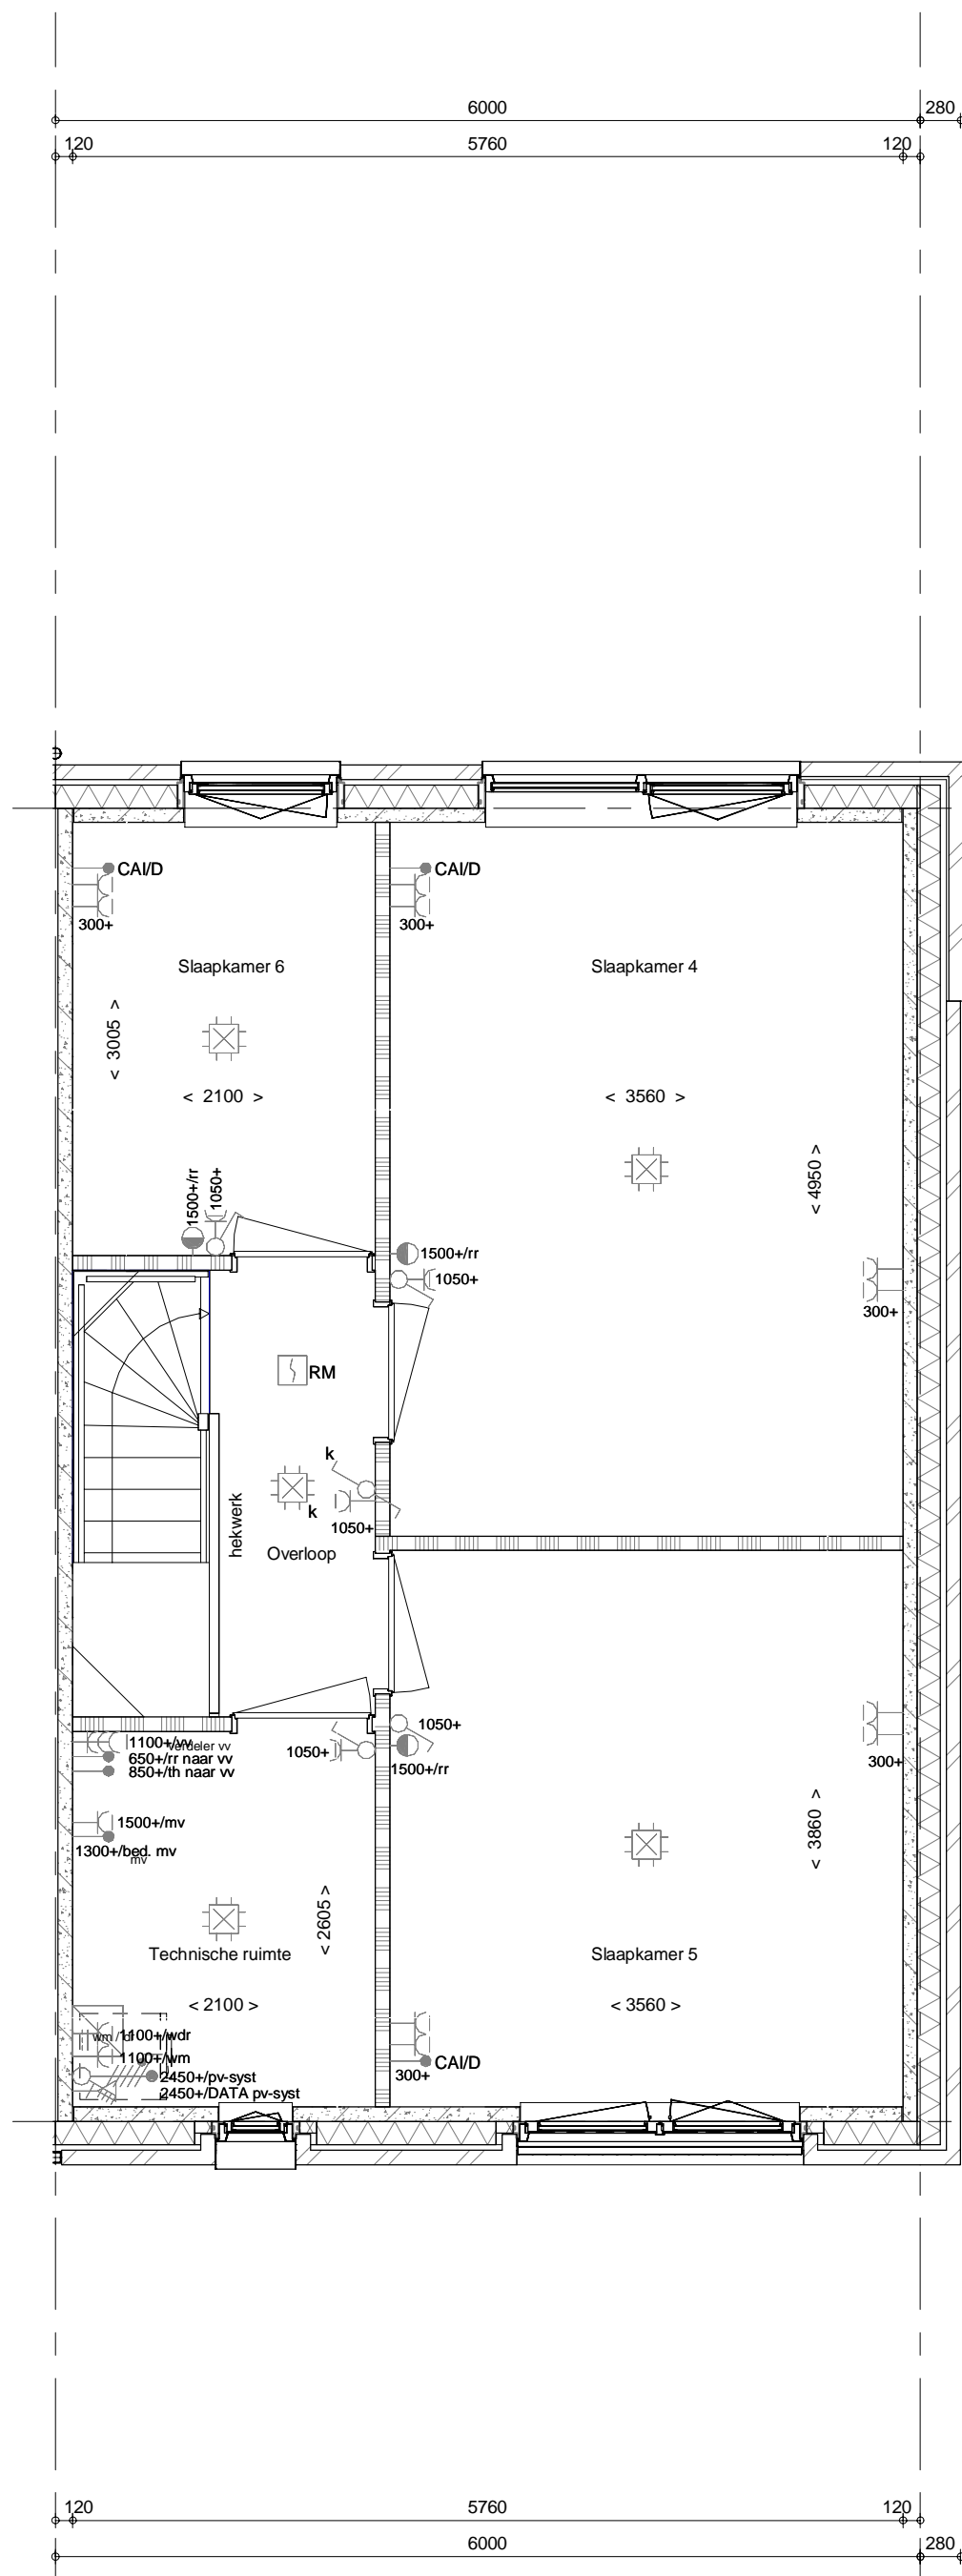 6000
280
120
5760
120
CAI/D
CAI/D
300+
300+
Slaapkamer 6
Slaapkamer 4
< 3005 >
< 2100 >
< 3560 >
< 4950 >
1500+/rr
1050+
1500+/rr
1050+
300+
RM
k
k
1050+
hekwerk
Overloop
1100+/vv
verdeler vv
650+/rr naar vv
850+/th naar vv
1050+
1050+
1500+/rr
300+
1500+/mv
1300+/bed. mv
mv
< 3860 >
< 2605 >
Technische ruimte
Slaapkamer 5
< 2100 >
< 3560 >
1100+/wdr
1100+/wm
CAI/D
300+
2450+/pv-syst
2450+/DATA pv-syst
120
5760
120
6000
280